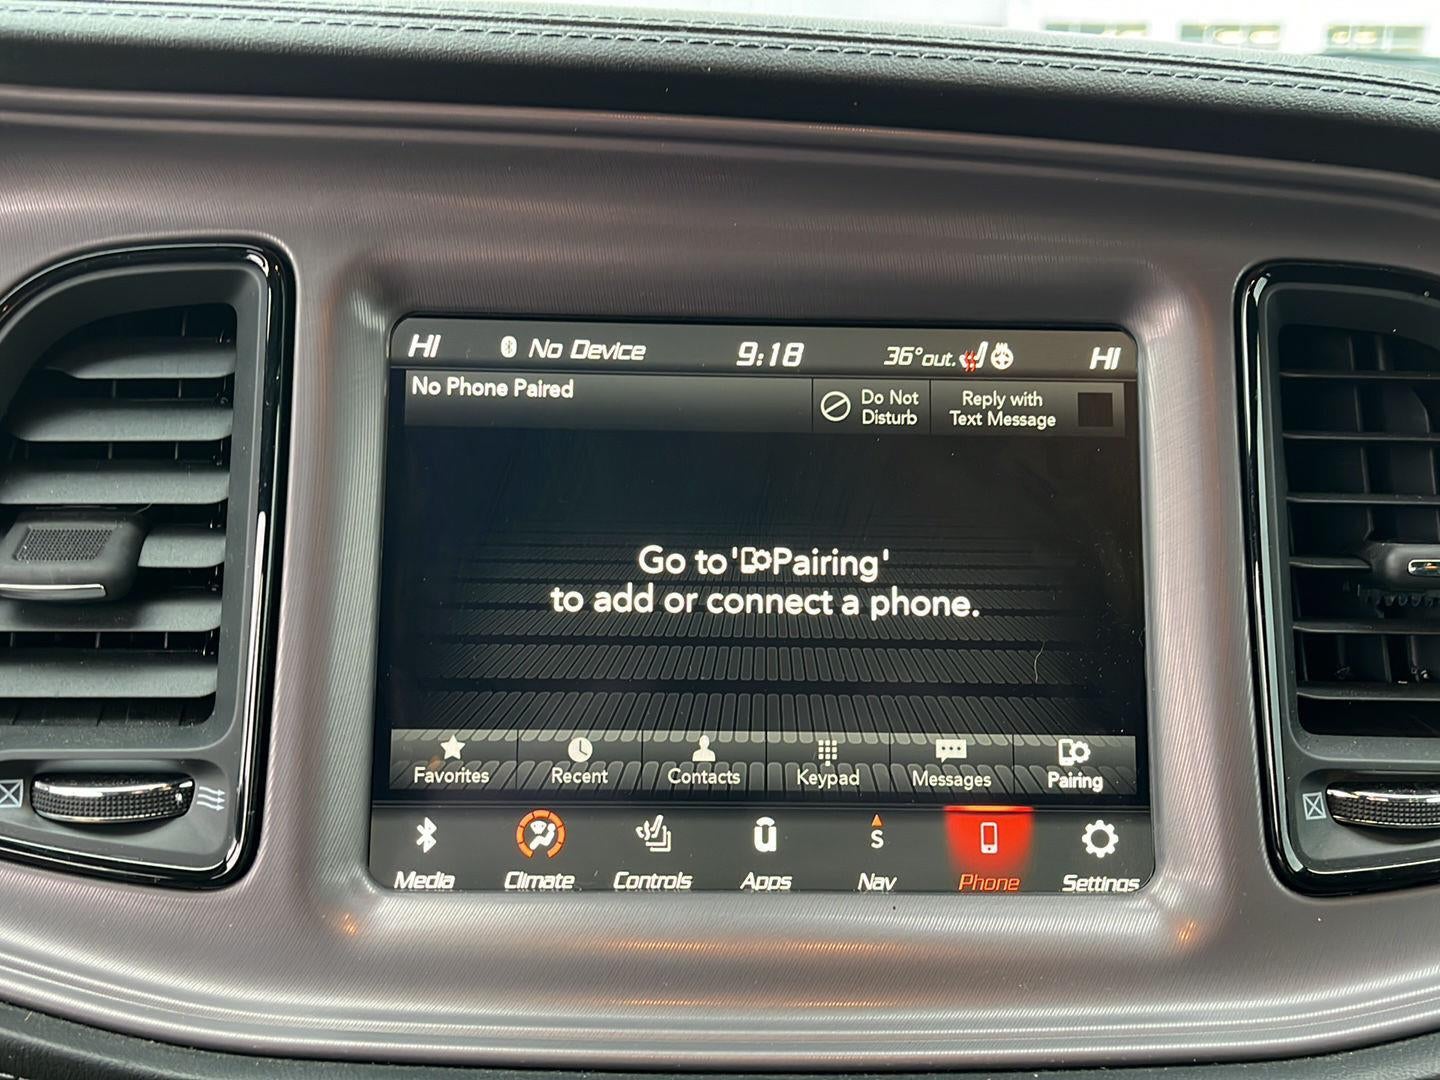 HI No Device 9:18 36°out. HI
No Phone Paired
Do Not
Disturb
Reply with
Text Message
Go to 'Pairing'
to add or connect a phone.
Favorites Recent Contacts Keypad Messages Pairing
S
Media Climate Controls Apps Nav Phone Settings